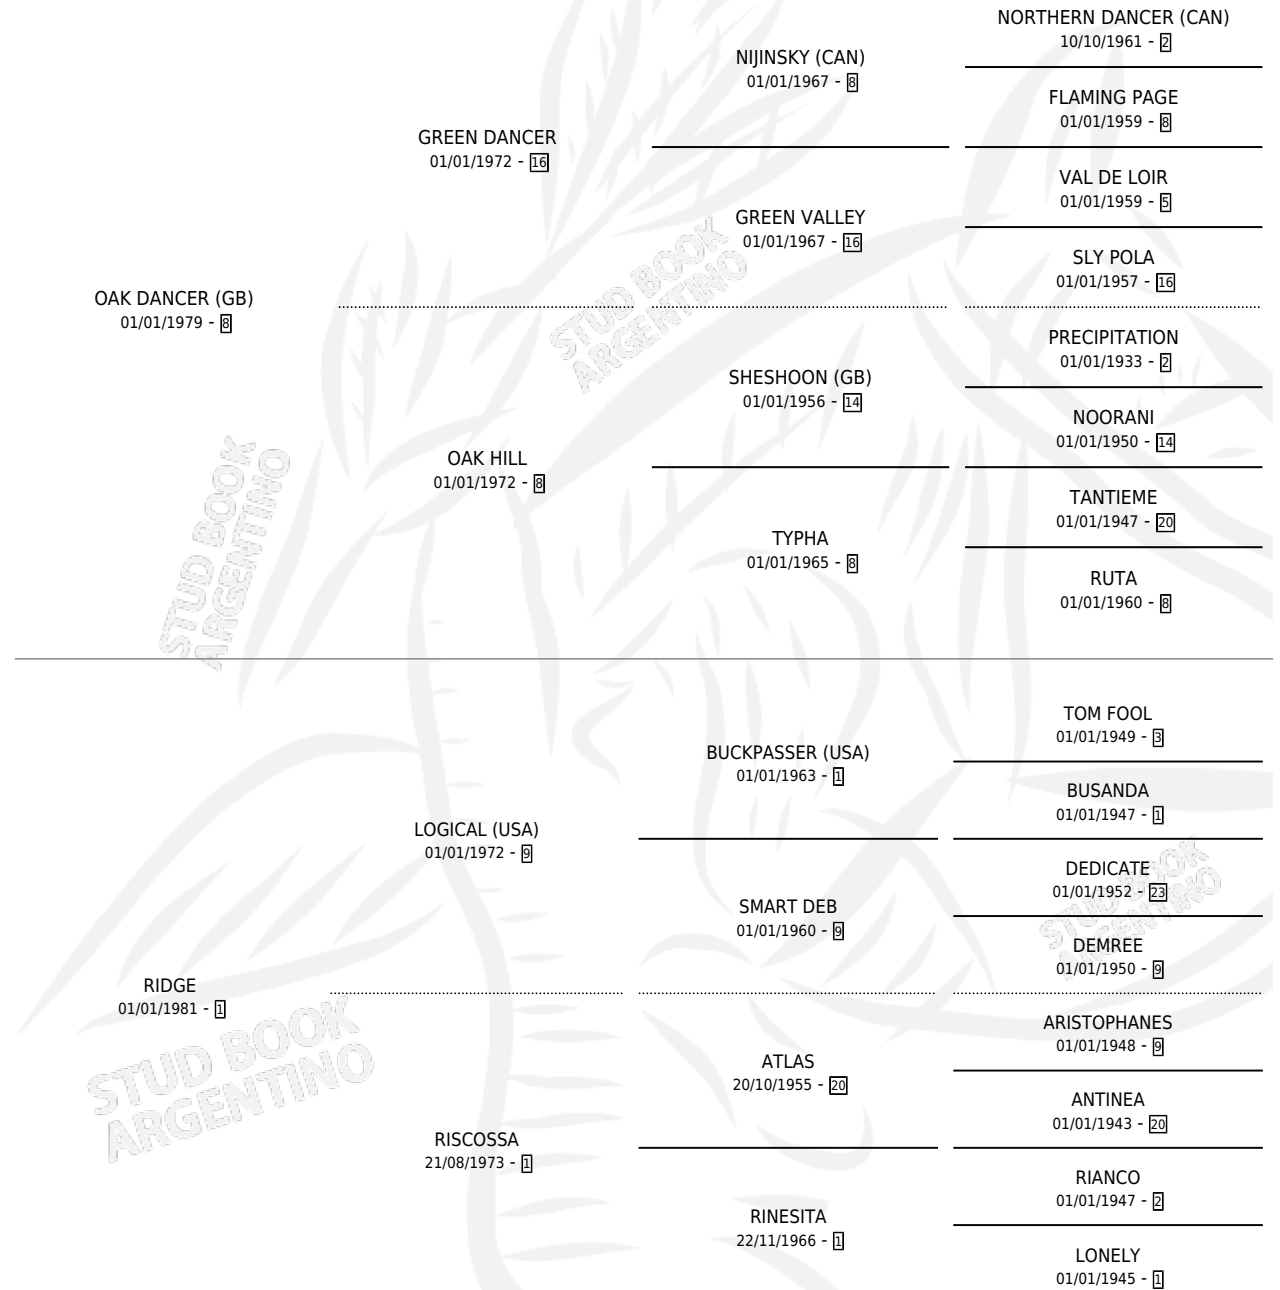 NORTHERN DANCER (CAN)
10/10/1961 - 2
NIJINSKY (CAN)
01/01/1967 - 8
FLAMING PAGE
01/01/1959 - 8
GREEN DANCER
01/01/1972 - 16
VAL DE LOIR
01/01/1959 - 5
GREEN VALLEY
01/01/1967 - 16
SLY POLA
01/01/1957 - 16
OAK DANCER (GB)
01/01/1979 - 8
STUD BOOK
ARGENTINO
PRECIPITATION
01/01/1933 - 2
SHESHOON (GB)
01/01/1956 - 14
NOORANI
01/01/1950 - 14
OAK HILL
01/01/1972 - 8
TANTIEME
01/01/1947 - 20
TYPHA
01/01/1965 - 8
RUTA
01/01/1960 - 8
STUD BOOK
ARGENTINO
TOM FOOL
01/01/1949 - 3
BUCKPASSER (USA)
01/01/1963 - 1
BUSANDA
01/01/1947 - 1
LOGICAL (USA)
01/01/1972 - 9
DEDICATE
01/01/1952 - 23
SMART DEB
01/01/1960 - 9
DEMREE
01/01/1950 - 9
STUD BOOK
ARGENTINO
RIDGE
01/01/1981 - 1
ARISTOPHANES
01/01/1948 - 9
ATLAS
20/10/1955 - 20
ANTINEA
01/01/1943 - 20
STUD BOOK
ARGENTINO
RISCOSSA
21/08/1973 - 1
RIANCO
01/01/1947 - 2
RINESITA
22/11/1966 - 1
LONELY
01/01/1945 - 1